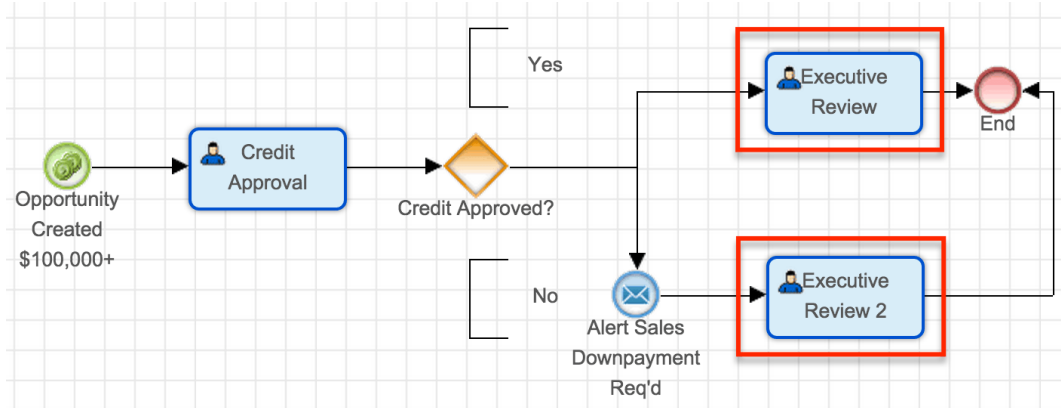 Yes
Executive
Review
End
Credit
Approval
Opportunity
Created
$100,000+
Credit Approved?
No
Alert Sales
Downpayment
Req'd
Executive
Review 2